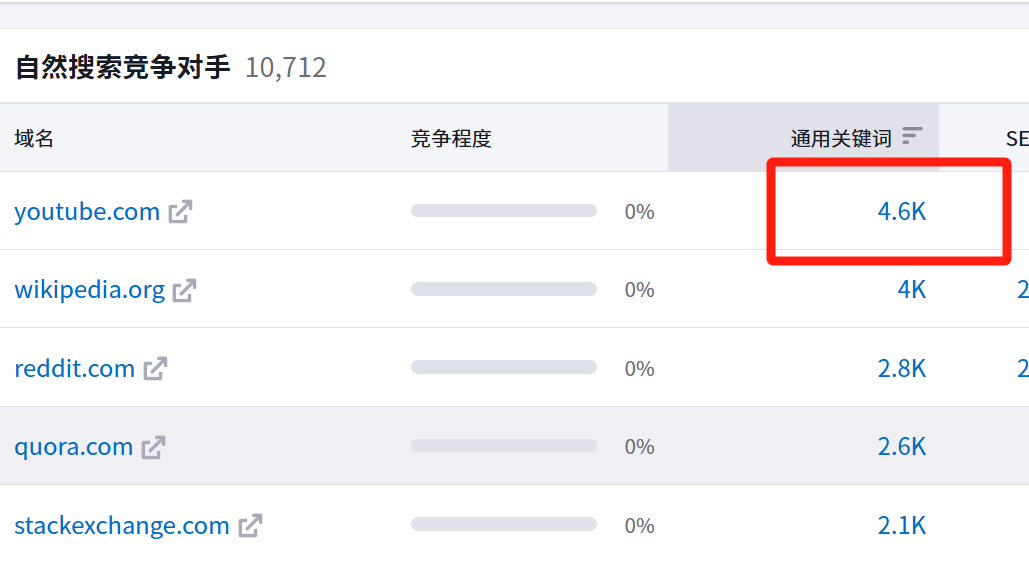 自然搜索竞争对手 10,712
域名 竞争程度 通用关键词 SE
youtube.com 0% 4.6K
wikipedia.org 0% 4K 2
reddit.com 0% 2.8K 2
quora.com 0% 2.6K
stackexchange.com 0% 2.1K